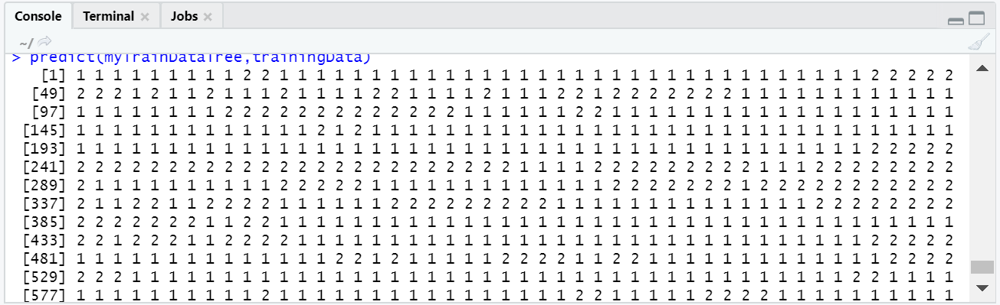 Console
Terminal
Jobs
~/
> predict(myTrainDataTree,trainingData)
[1] 1 1 1 1 1 1 1 1 1 2 2 1 1 1 1 1 1 1 1 1 1 1 1 1 1 1 1 1 1 1 1 1 1 1 1 1 1 1 1 1 1 1 1 2 2 2 2 2
[49] 2 2 2 1 2 1 1 2 1 1 1 2 1 1 1 1 2 2 1 1 1 1 2 1 1 1 2 2 1 2 2 2 2 2 2 2 1 1 1 1 1 1 1 1 1 1 1 1
[97] 1 1 1 1 1 1 1 1 2 2 2 2 2 2 2 2 2 2 2 2 2 1 1 1 1 1 1 2 2 1 1 1 1 1 1 1 1 1 1 1 1 1 1 1 1 1 1 1
[145] 1 1 1 1 1 1 1 1 1 1 1 1 1 2 1 2 1 1 1 1 1 1 1 1 1 1 1 1 1 1 1 1 1 1 1 1 1 1 1 1 1 1 1 1 1 1 1 1
[193] 1 1 1 1 1 1 1 1 1 1 1 1 1 1 1 1 1 1 1 1 1 1 1 1 1 1 1 1 1 1 1 1 1 1 1 1 1 1 1 1 1 1 1 2 2 2 2 2
[241] 2 2 2 2 2 2 2 2 2 2 2 2 2 2 2 2 2 2 2 2 2 2 2 2 1 1 1 1 2 2 2 2 2 2 2 2 2 1 1 1 2 2 2 2 2 2 2 2
[289] 2 1 1 1 1 1 1 1 1 1 1 2 2 2 2 2 1 1 1 1 1 1 1 1 1 1 1 1 1 2 2 2 2 2 2 2 1 2 2 2 2 2 2 2 2 2 2 2
[337] 2 1 1 2 2 1 1 2 2 2 2 1 1 1 1 1 1 2 2 2 2 2 2 2 2 2 1 1 1 1 1 1 1 1 1 1 1 1 1 1 2 2 2 2 2 2 2 2
[385] 2 2 2 2 2 2 2 1 1 2 2 1 1 1 1 1 1 1 1 1 1 1 1 1 1 1 1 1 1 1 1 1 1 1 1 1 1 1 1 1 1 1 1 1 1 1 1 1
[433] 2 2 1 2 2 2 1 1 2 2 2 2 1 1 1 1 1 1 1 1 1 1 1 1 1 1 1 1 1 1 1 1 1 1 1 1 1 1 1 1 1 1 1 2 2 2 2 2
[481] 1 1 1 1 1 1 1 1 1 1 1 1 1 1 2 2 1 2 1 1 1 1 1 2 2 2 2 1 1 2 2 1 1 1 1 1 1 1 1 1 1 1 1 1 2 2 2 2
[529] 2 2 2 1 1 1 1 1 1 1 1 1 1 1 1 1 1 1 1 1 1 1 1 1 1 1 1 1 1 1 1 1 1 1 1 1 1 1 1 1 1 1 2 2 1 1 1 1
[577] 1 1 1 1 1 1 1 1 1 1 2 1 1 1 1 1 1 1 1 1 1 1 1 1 1 1 1 2 2 1 1 1 1 1 2 2 2 2 1 1 1 1 1 1 1 1 1 1